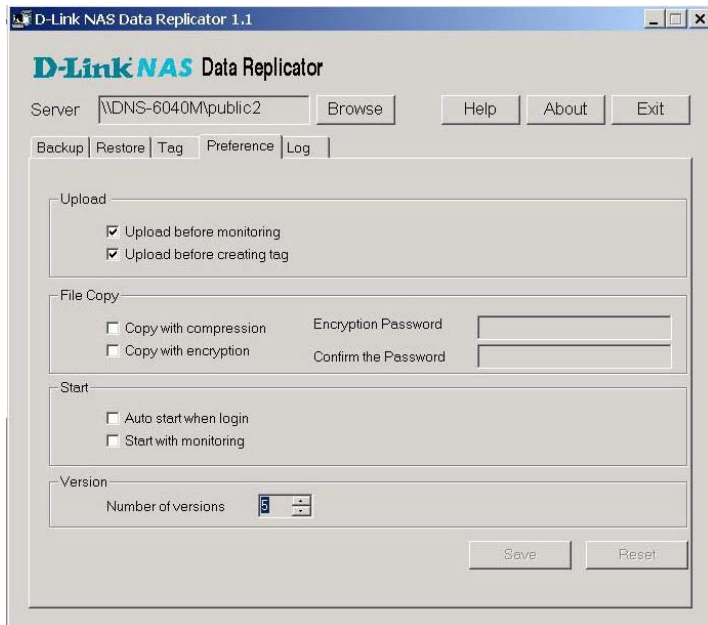 D-Link NAS Data Replicator 1.1
D-Link NAS Data Replicator
Server \\DNS-6040M\public2 Browse Help About Exit
Backup Restore Tag Preference Log
Upload
Upload before monitoring
Upload before creating tag
File Copy
Copy with compression Encryption Password
Copy with encryption Confirm the Password
Start
Auto start when login
Start with monitoring
Version
Number of versions 5
Save Reset